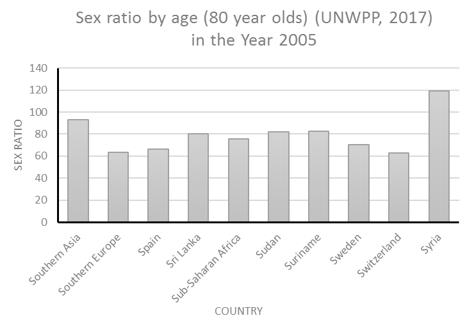 Sex ratio by age (80 year olds) (UNWPP, 2017)
in the Year 2005
140
120
100
80
60
40
20
0
SEX RATIO
Southern Asia
Southern Europe
Spain
Sri Lanka
Sub-Saharan Africa
Sudan
Suriname
Sweden
Switzerland
Syria
COUNTRY